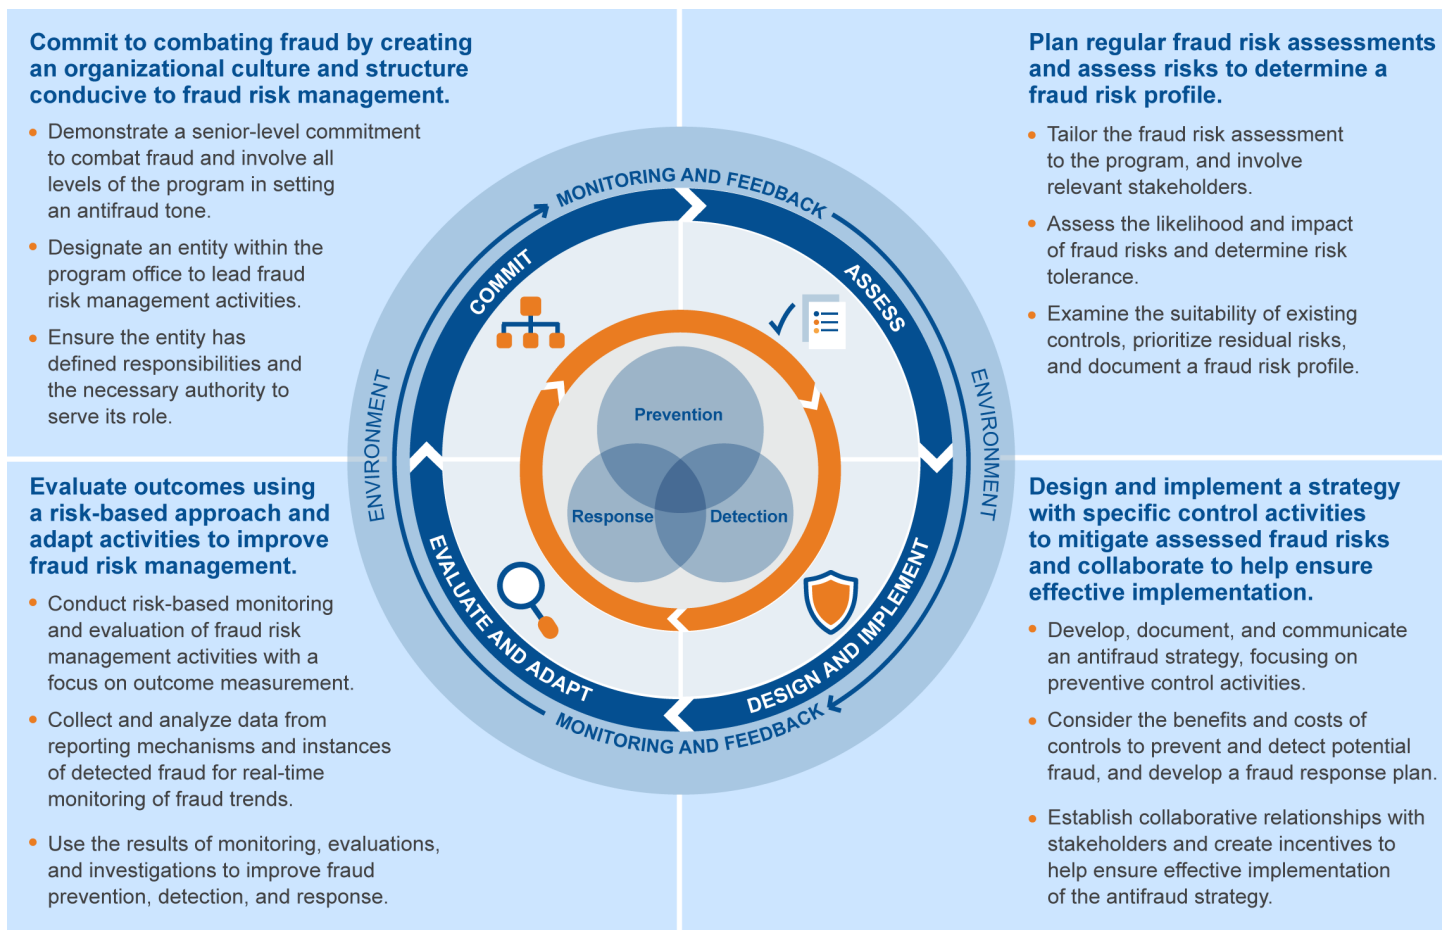 Commit to combating fraud by creating
an organizational culture and structure
conducive to fraud risk management.
• Demonstrate a senior-level commitment
to combat fraud and involve all
levels of the program in setting
an antifraud tone.
• Designate an entity within the
program office to lead fraud
risk management activities.
• Ensure the entity has
defined responsibilities and
the necessary authority to
serve its role.
Plan regular fraud risk assessments
and assess risks to determine a
fraud risk profile.
• Tailor the fraud risk assessment
to the program, and involve
relevant stakeholders.
• Assess the likelihood and impact
of fraud risks and determine risk
tolerance.
• Examine the suitability of existing
controls, prioritize residual risks,
and document a fraud risk profile.
MONITORING AND FEEDBACK
COMMIT
ASSESS
ENVIRONMENT
ENVIRONMENT
Prevention
Response
Detection
EVALUATE AND ADAPT
DESIGN AND IMPLEMENT
MONITORING AND FEEDBACK
Evaluate outcomes using
a risk-based approach and
adapt activities to improve
fraud risk management.
• Conduct risk-based monitoring
and evaluation of fraud risk
management activities with a
focus on outcome measurement.
• Collect and analyze data from
reporting mechanisms and instances
of detected fraud for real-time
monitoring of fraud trends.
• Use the results of monitoring, evaluations,
and investigations to improve fraud
prevention, detection, and response.
Design and implement a strategy
with specific control activities
to mitigate assessed fraud risks
and collaborate to help ensure
effective implementation.
• Develop, document, and communicate
an antifraud strategy, focusing on
preventive control activities.
• Consider the benefits and costs of
controls to prevent and detect potential
fraud, and develop a fraud response plan.
• Establish collaborative relationships with
stakeholders and create incentives to
help ensure effective implementation
of the antifraud strategy.